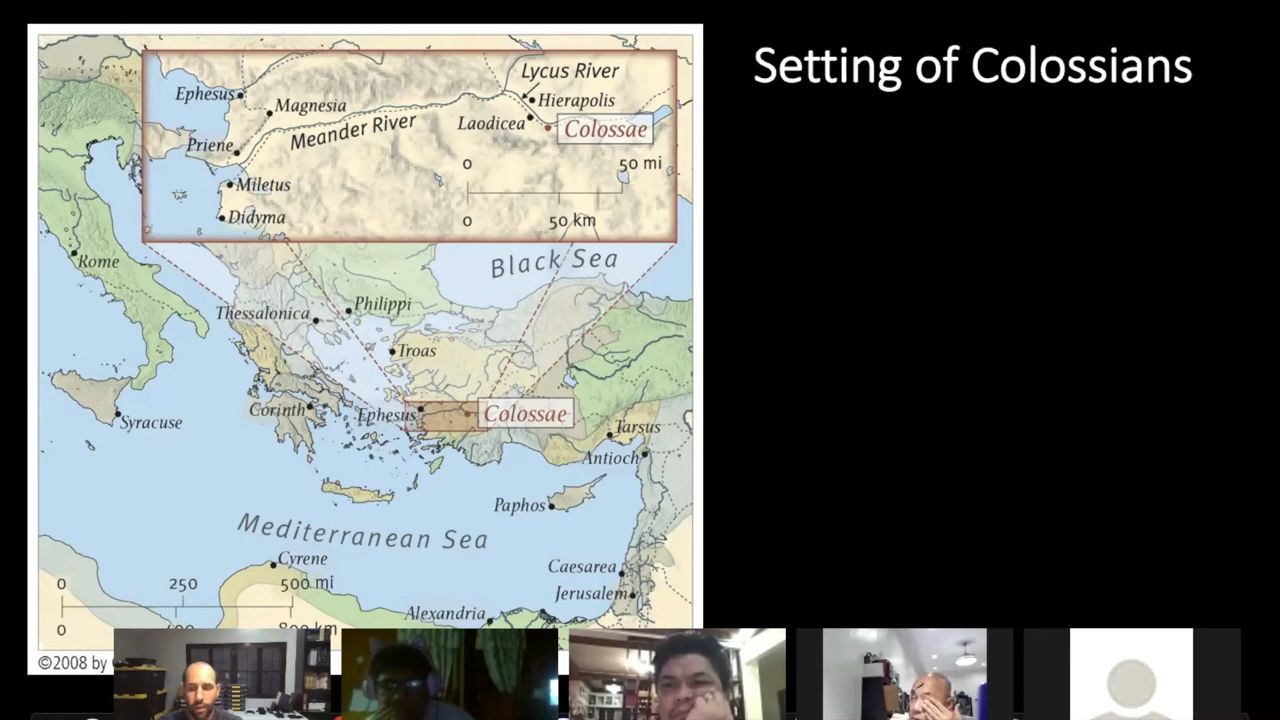 Setting of Colossians
Lycus River
Ephesus
Magnesia
Hierapolis
Laodicea
Colossae
Meander River
Priene
0
50 mi
Miletus
Didyma
0
50 km
Rome
Black Sea
Thessalonica
Philippi
Troas
Syracuse
Corinth
Ephesus
Colossae
Tarsus
Antioch
Paphos
Mediterranean Sea
Cyrene
0
250
500 mi
Caesarea
Jerusalem
Alexandria
0
©2008 by